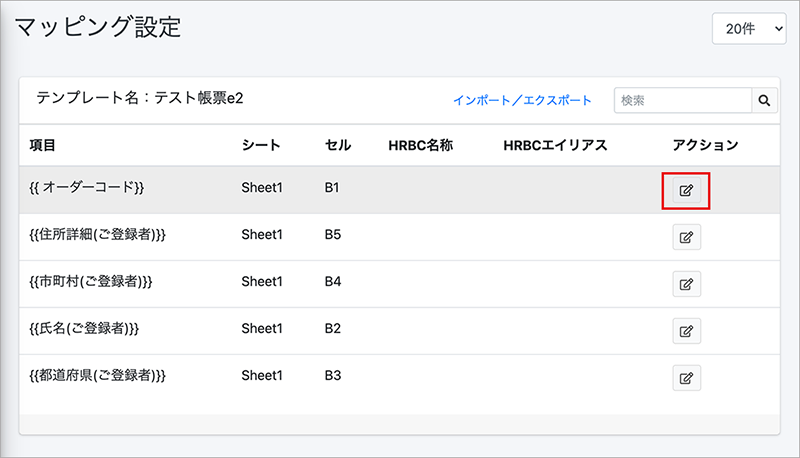 マッピング設定
20件
テンプレート名：テスト帳票e2
インポート／エクスポート
検索
項目 シート セル HRBC名称 HRBCエイリアス アクション
{{ オーダーコード}} Sheet1 B1
{{住所詳細(ご登録者)}} Sheet1 B5
{{市町村(ご登録者)}} Sheet1 B4
{{氏名(ご登録者)}} Sheet1 B2
{{都道府県(ご登録者)}} Sheet1 B3